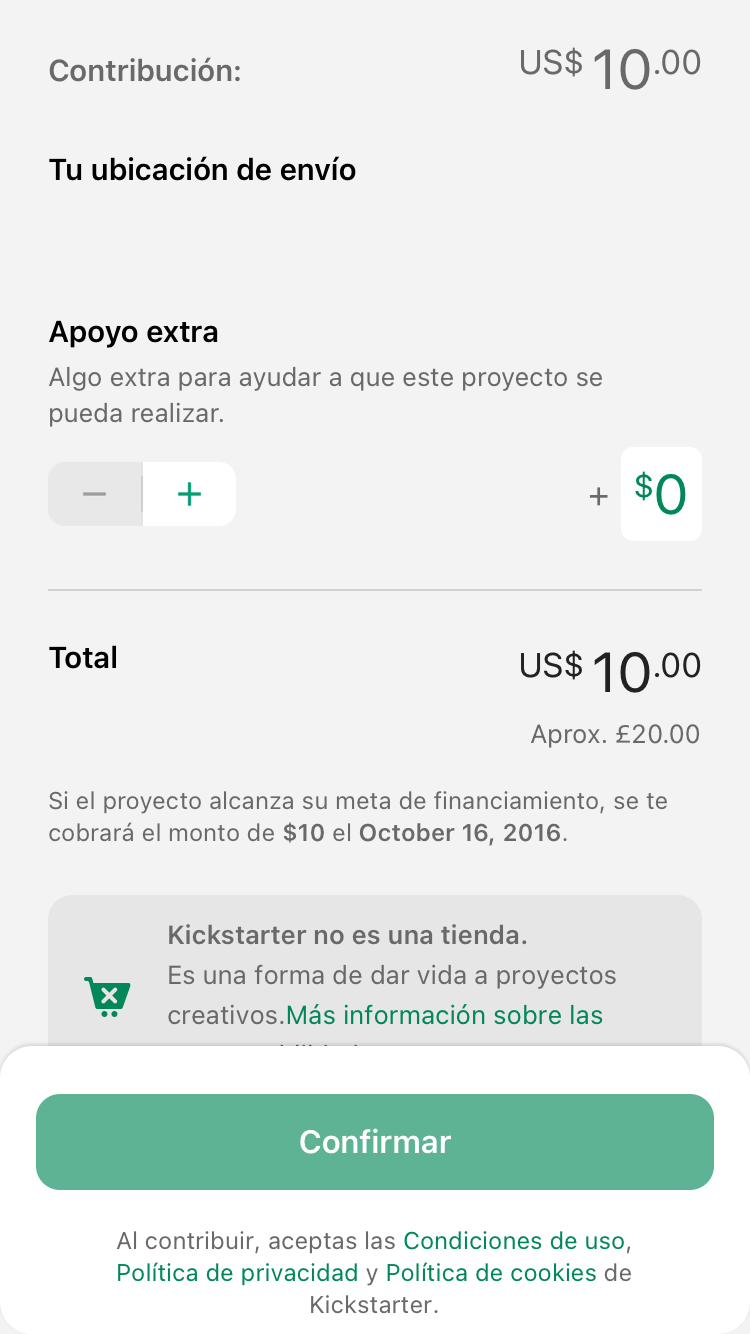 Contribución:
US$ 10.00
Tu ubicación de envío
Apoyo extra
Algo extra para ayudar a que este proyecto se
pueda realizar.
− +
+ $0
Total
US$ 10.00
Aprox. £20.00
Si el proyecto alcanza su meta de financiamiento, se te
cobrará el monto de $10 el October 16, 2016.
Kickstarter no es una tienda.
Es una forma de dar vida a proyectos
creativos.Más información sobre las
Confirmar
Al contribuir, aceptas las Condiciones de uso,
Política de privacidad y Política de cookies de
Kickstarter.